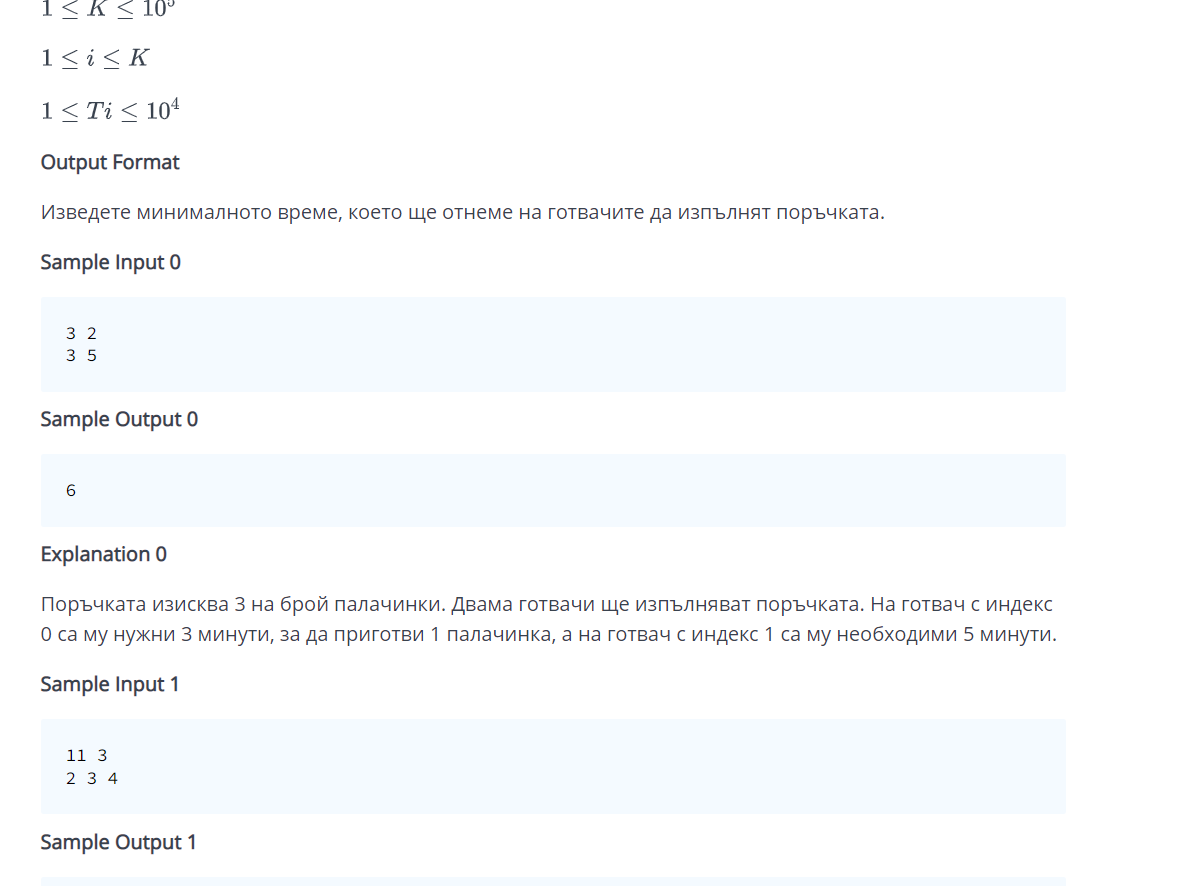 1 ≤ K ≤ 10⁵
1 ≤ i ≤ K
1 ≤ Ti ≤ 10⁴
Output Format
Изведете минималното време, което ще отнеме на готвачите да изпълнят поръчката.
Sample Input 0
3 2
3 5
Sample Output 0
6
Explanation 0
Поръчката изисква 3 на брой палачинки. Двама готвачи ще изпълняват поръчката. На готвач с индекс
0 са му нужни 3 минути, за да приготви 1 палачинка, а на готвач с индекс 1 са му необходими 5 минути.
Sample Input 1
11 3
2 3 4
Sample Output 1